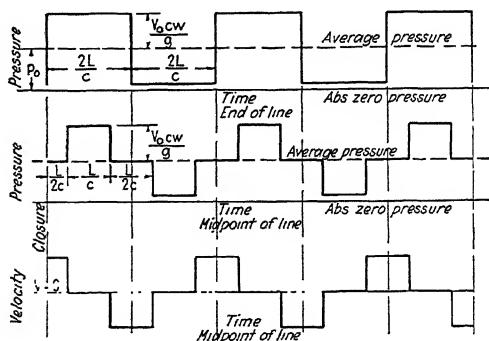 Pressure
P₀
V₀cw
g
Average pressure
2L
c
2L
c
Time
End of line
Abs zero pressure
Pressure
V₀cw
g
Average pressure
L
2c
L
c
L
2c
Time
Midpoint of line
Abs zero pressure
Closure
Velocity
Time
Midpoint of line